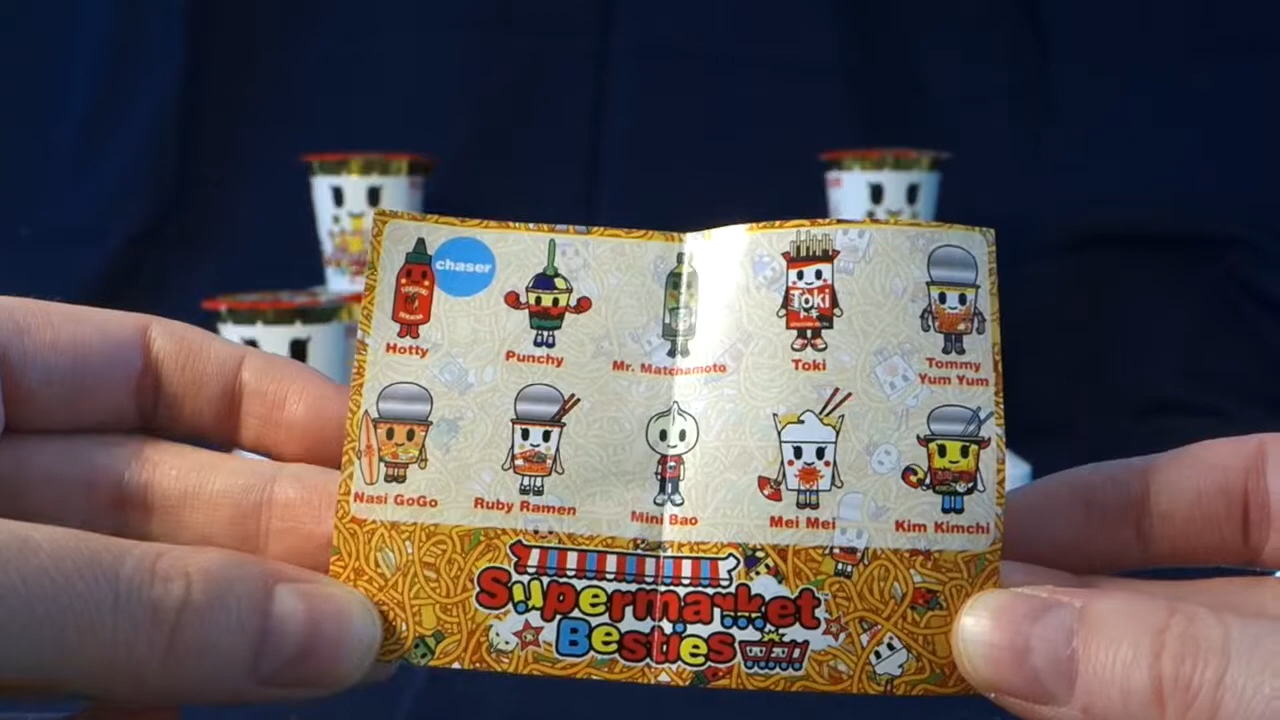 chaser
Hotty
Punchy
Mr. Matchamoto
Toki
Toki
Tommy
Yum Yum
Nasi GoGo
Ruby Ramen
Mini Bao
Mei Mei
Kim Kimchi
Supermarket
Besties